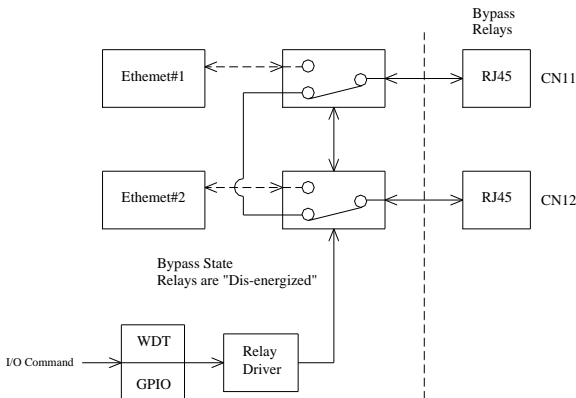 Bypass
Relays
Ethemet#1
RJ45
CN11
Ethemet#2
RJ45
CN12
Bypass State
Relays are "Dis-energized"
I/O Command
WDT
GPIO
Relay
Driver